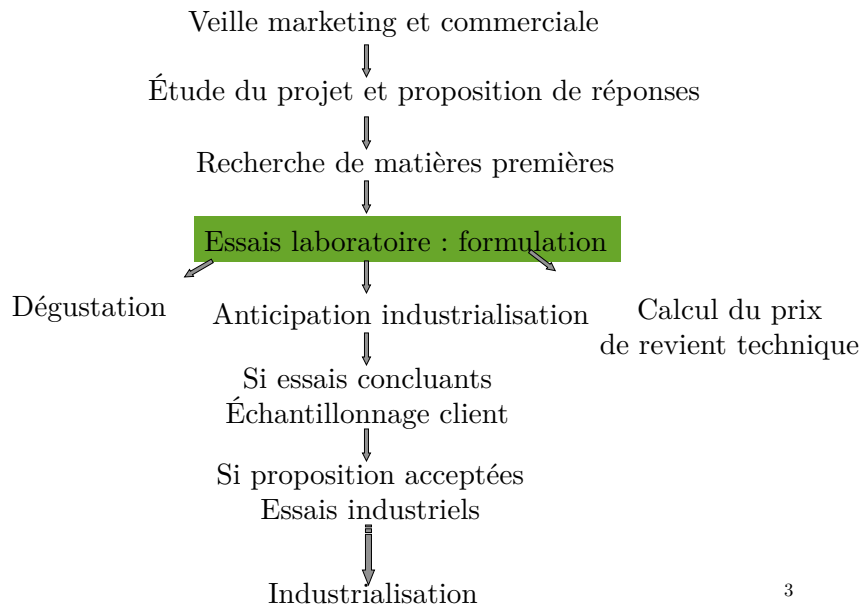 Veille marketing et commerciale
Étude du projet et proposition de réponses
Recherche de matières premières
Essais laboratoire : formulation
Dégustation
Anticipation industrialisation
Calcul du prix
de revient technique
Si essais concluants
Échantillonnage client
Si proposition acceptées
Essais industriels
Industrialisation
3